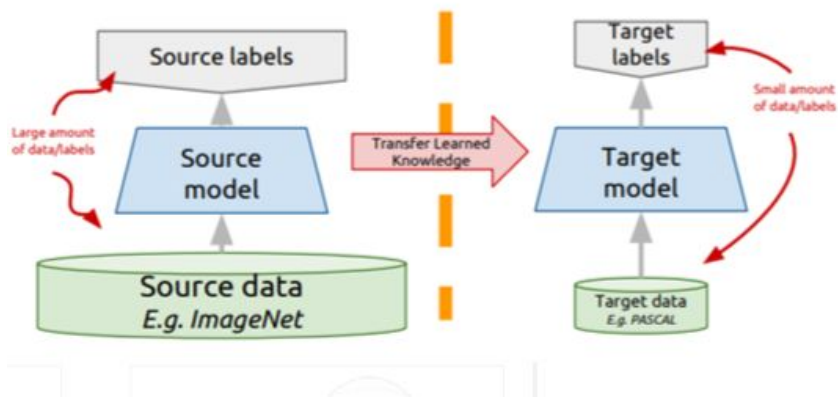 Source labels
Large amount
of data/labels
Source
model
Source data
E.g. ImageNet
Transfer Learned
Knowledge
Target
labels
Small amount
of data/labels
Target
model
Target data
E.g. PASCAL